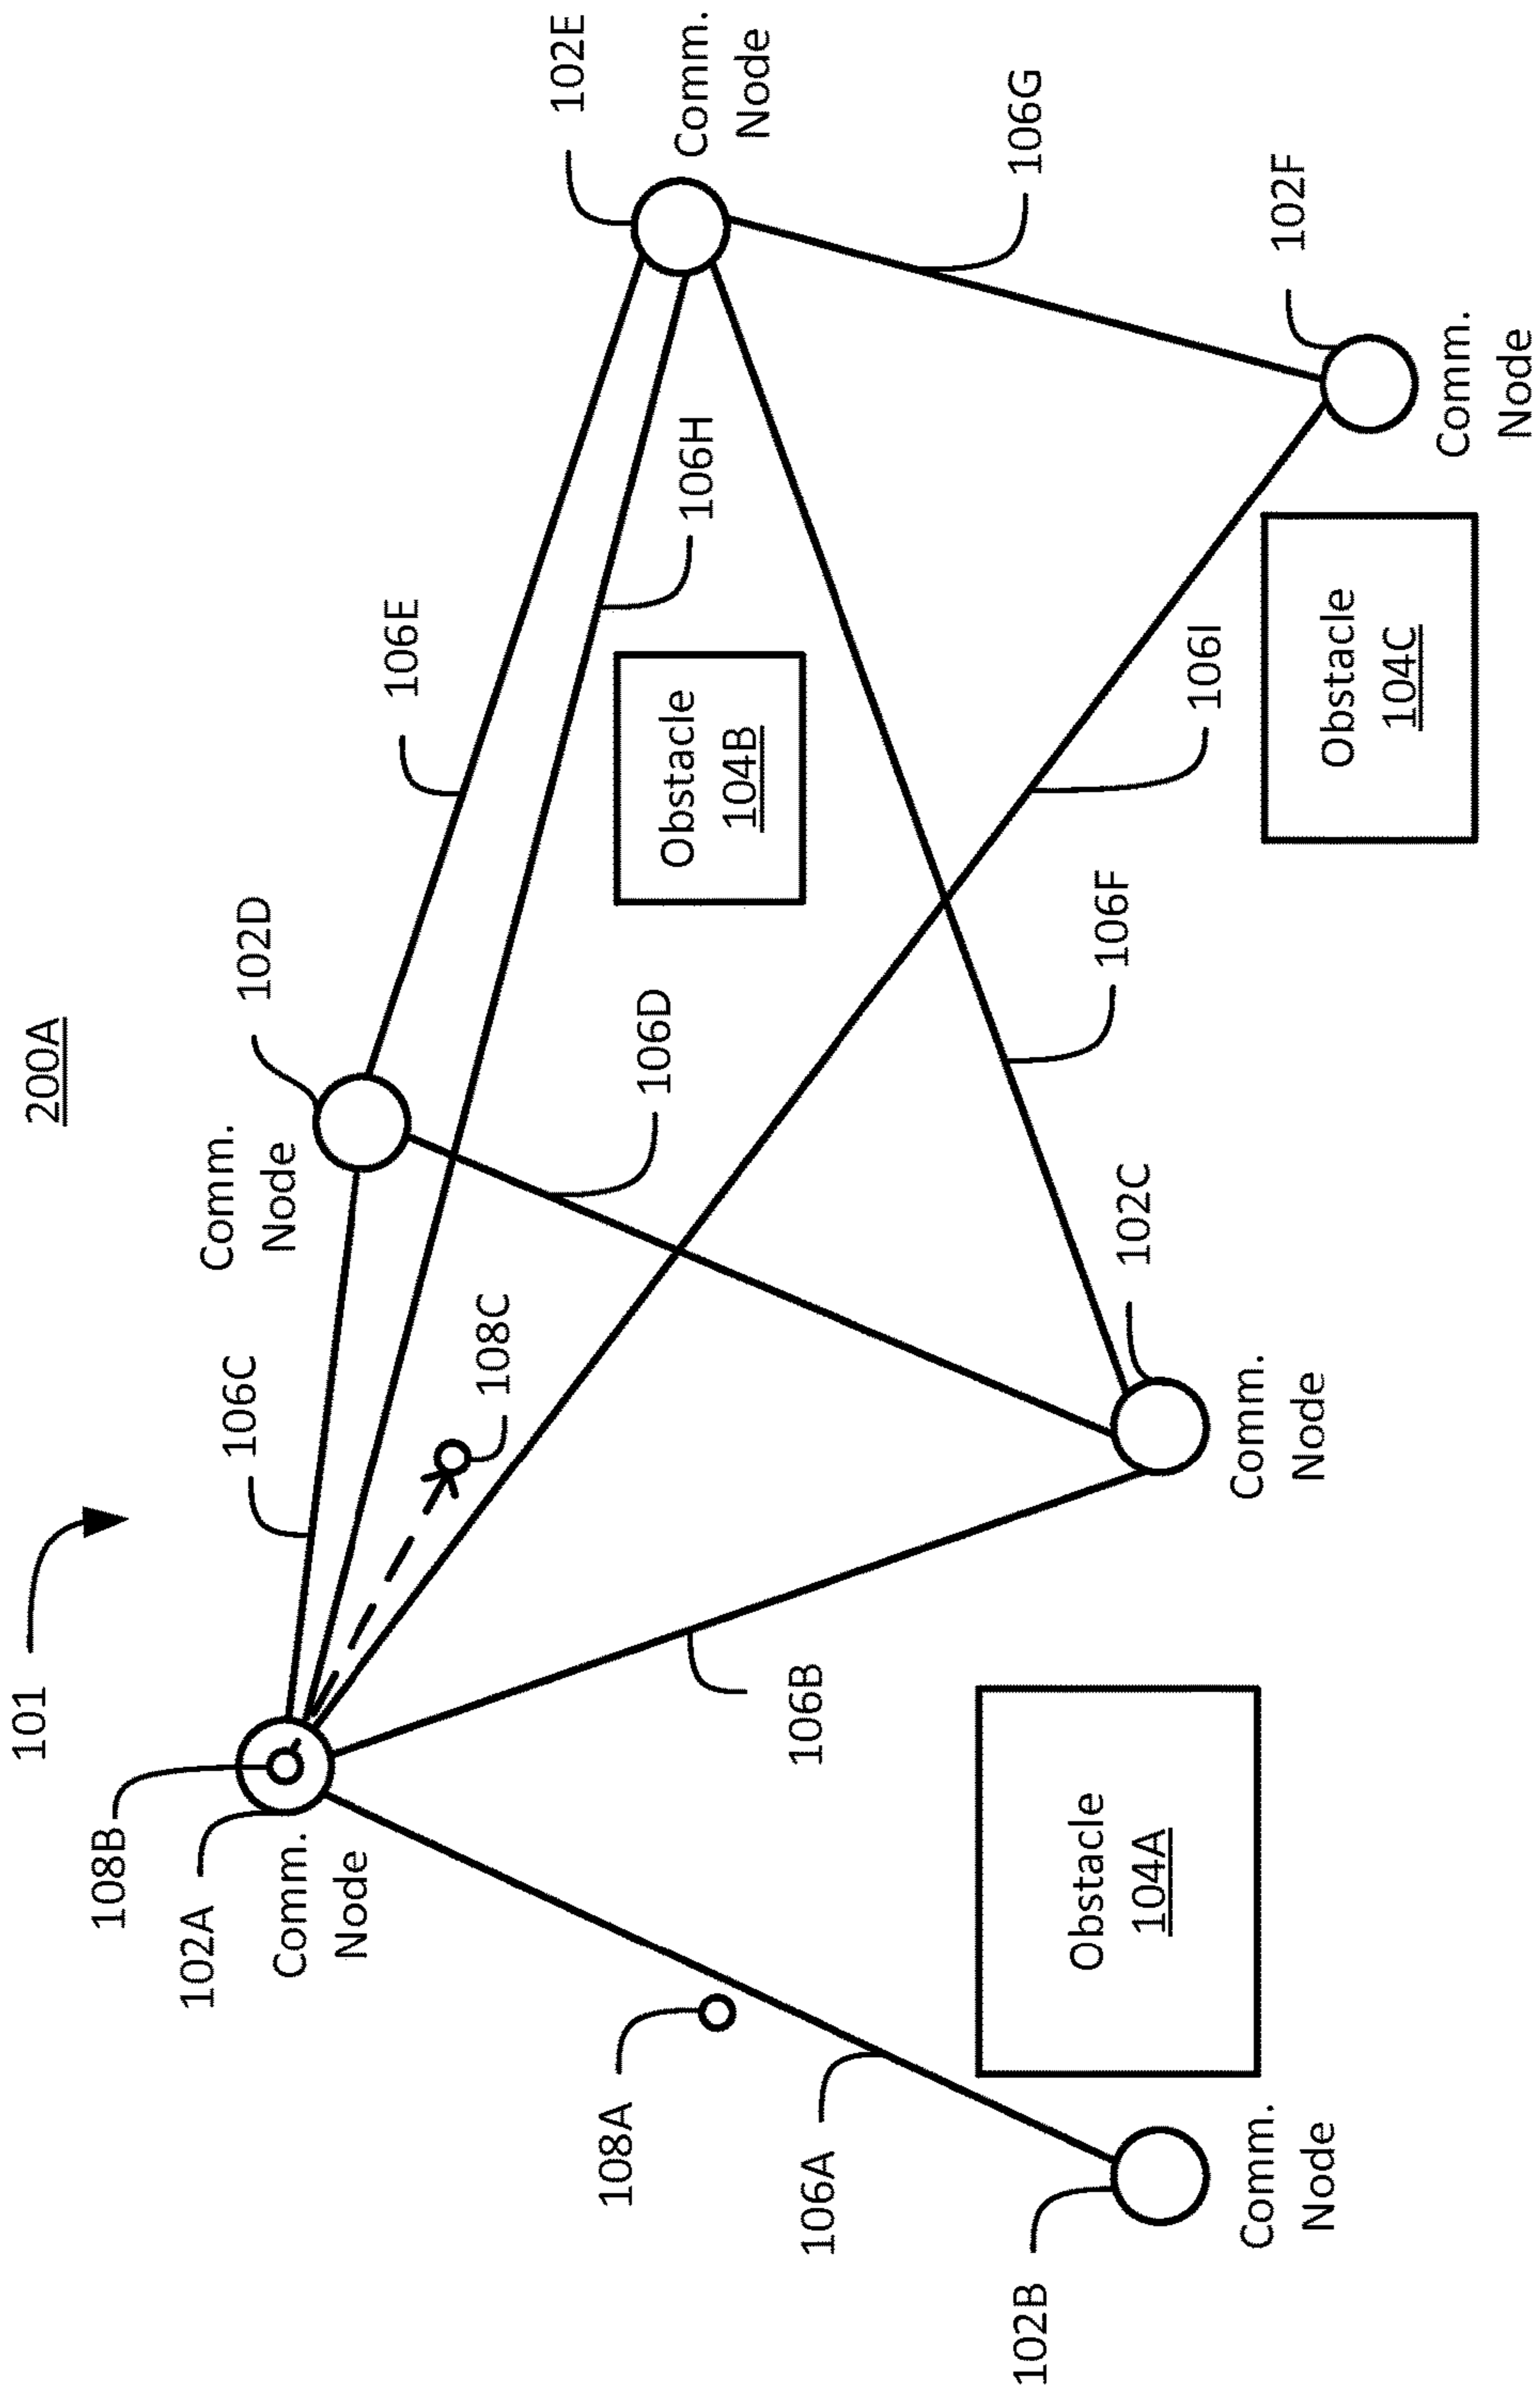 200A
101
108B
102A
Comm.
Node
106C
Comm.
Node
102D
106E
102E
Comm.
Node
108C
106D
106H
Obstacle
104B
106G
108A
106A
106B
106F
106I
102F
Comm.
Node
102B
Comm.
Node
Obstacle
104A
102C
Comm.
Node
Obstacle
104C